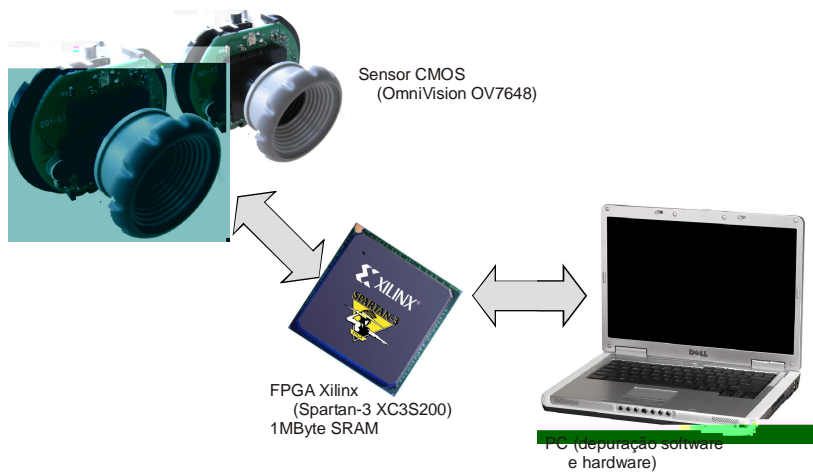 Sensor CMOS
(OmniVision OV7648)
XILINX
SPARTAN-3
DELL
FPGA Xilinx
(Spartan-3 XC3S200)
1MByte SRAM
PC (depuração software
e hardware)